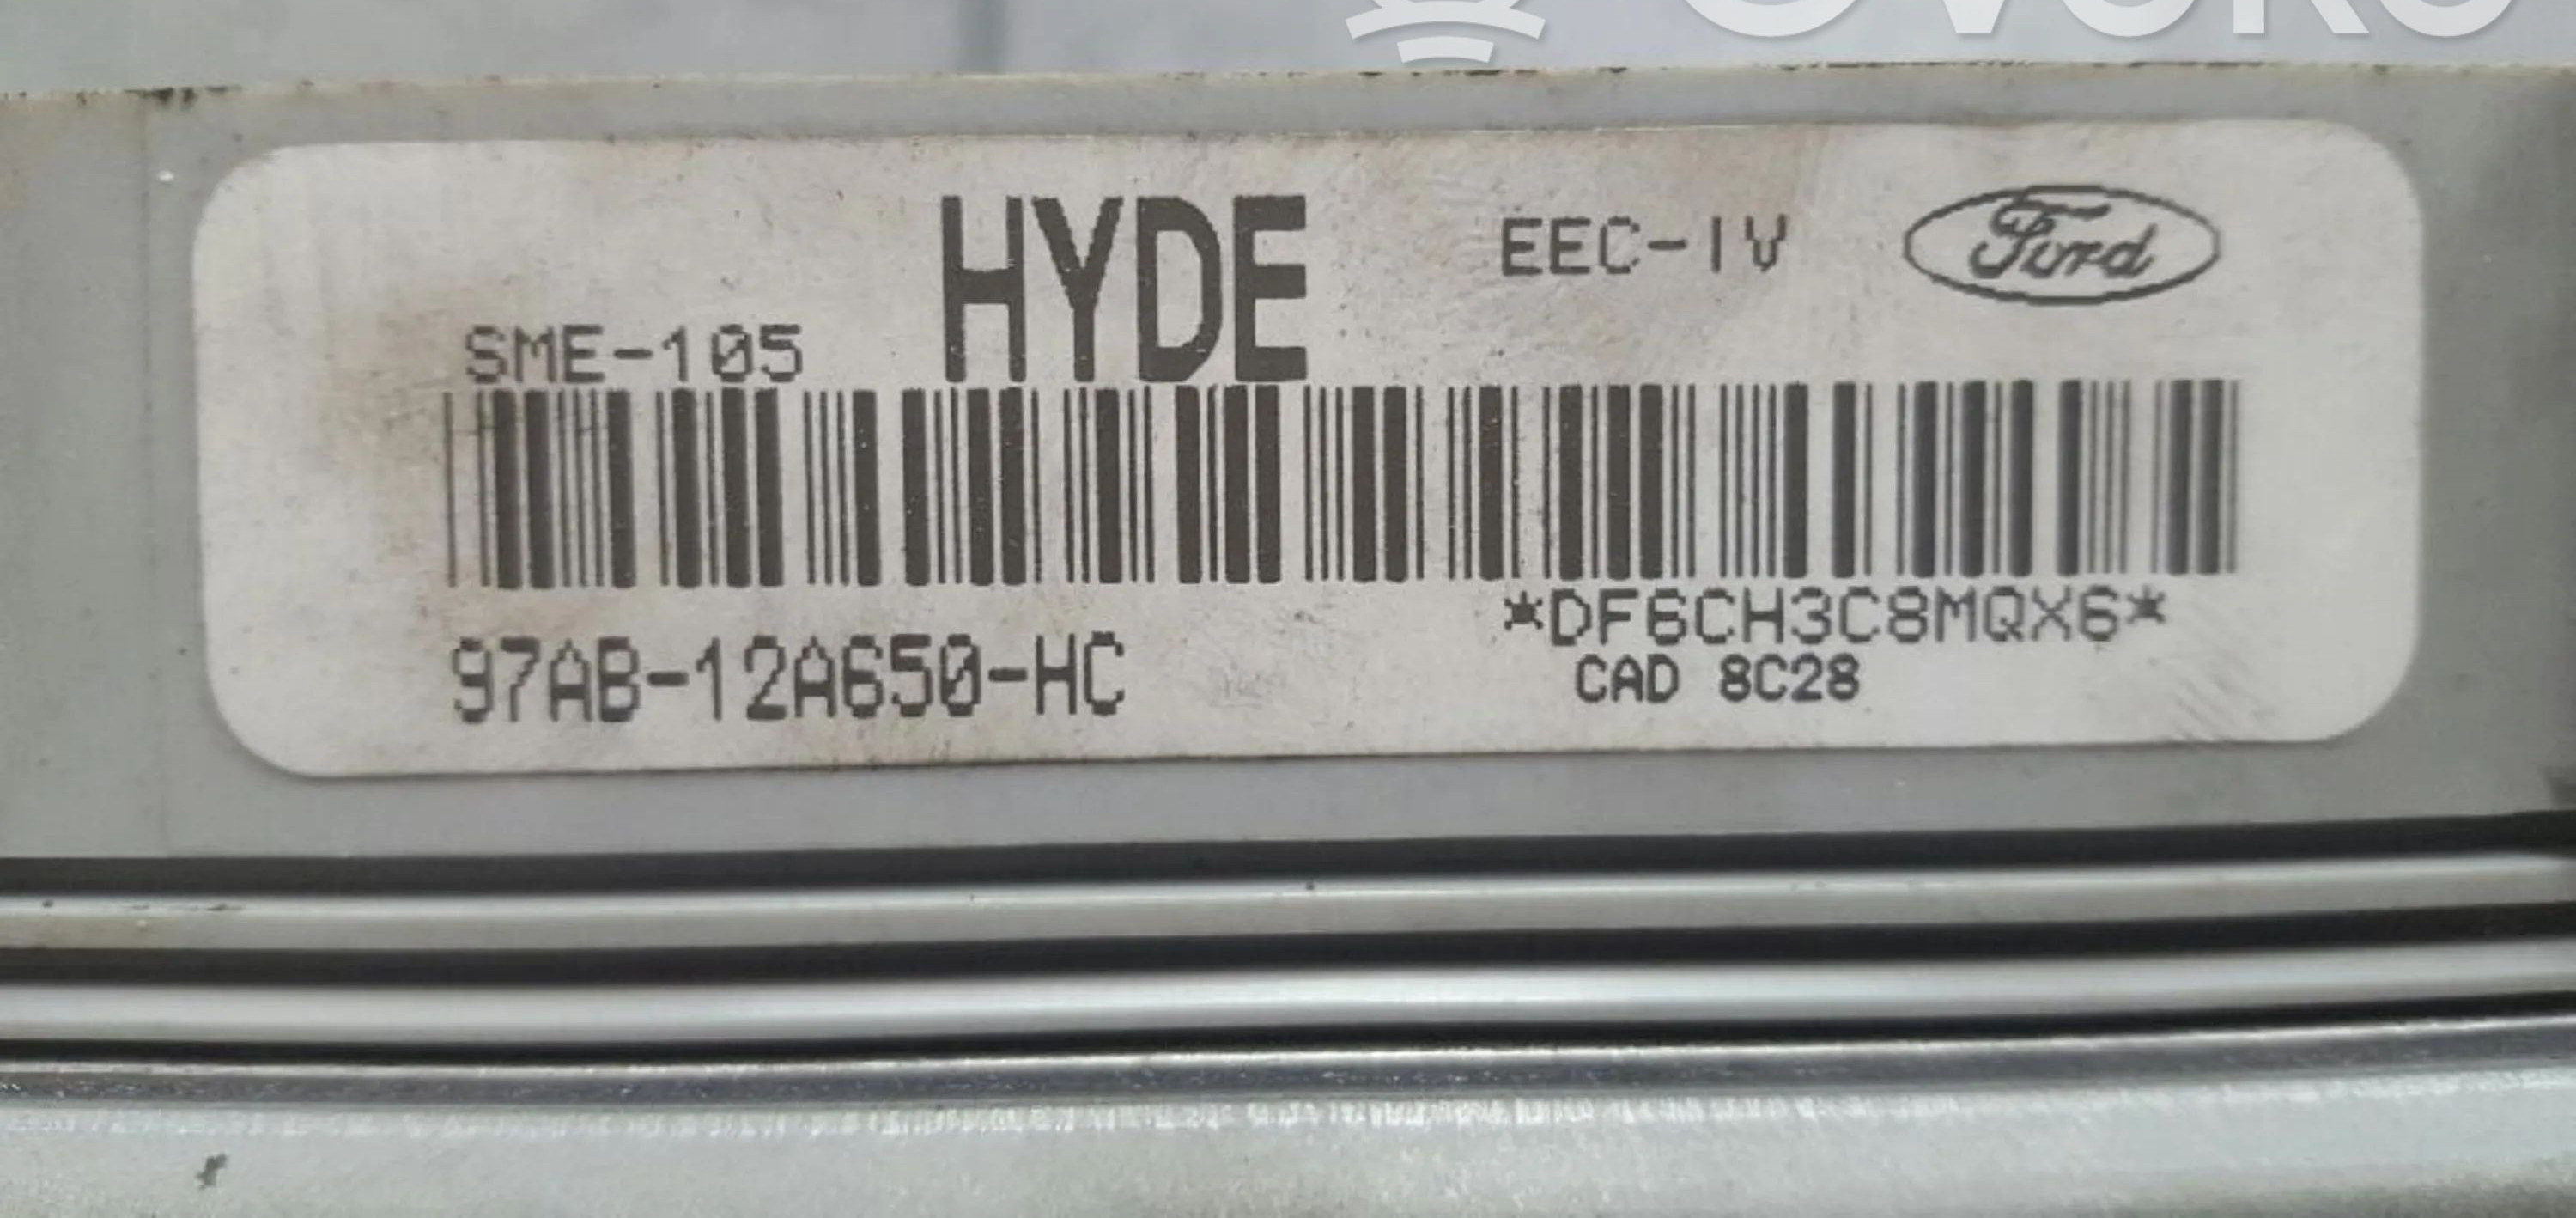 HYDE
EEC-IV
Ford
SME-105
*DF6CH3C8MQX6*
97AB-12A650-HC
CAD 8C28